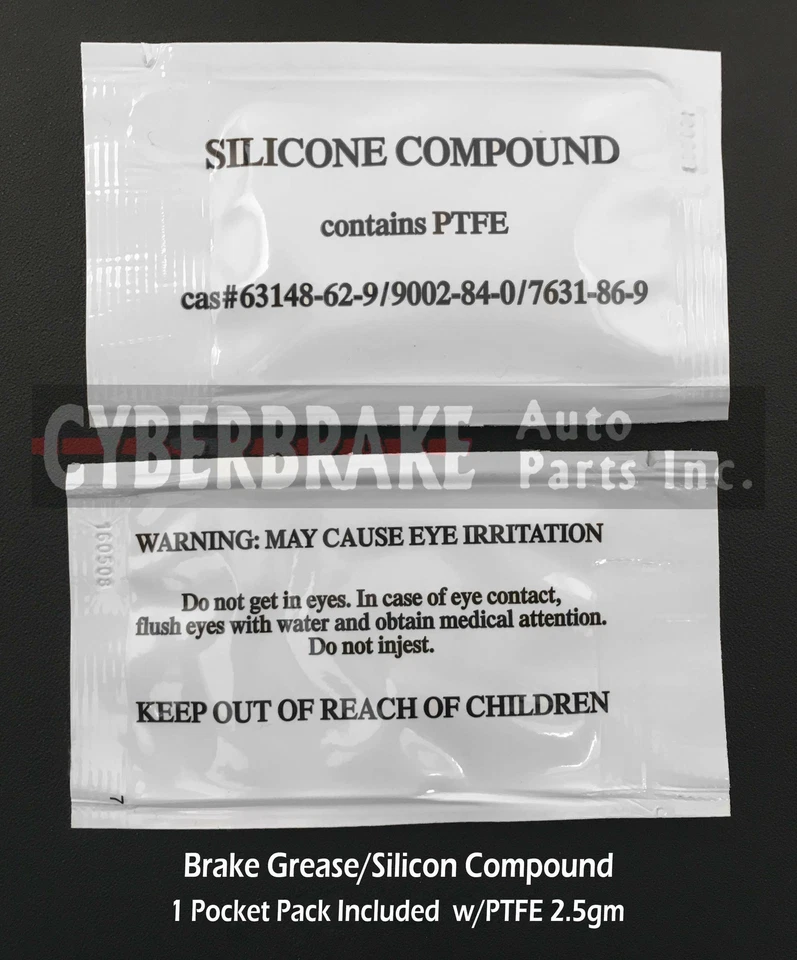 SILICONE COMPOUND
contains PTFE
cas#63148-62-9/9002-84-0/7631-86-9
CYBERBRAKE Auto Parts Inc.
160508
WARNING: MAY CAUSE EYE IRRITATION
Do not get in eyes. In case of eye contact,
flush eyes with water and obtain medical attention.
Do not injest.
KEEP OUT OF REACH OF CHILDREN
7
Brake Grease/Silicon Compound
1 Pocket Pack Included w/PTFE 2.5gm